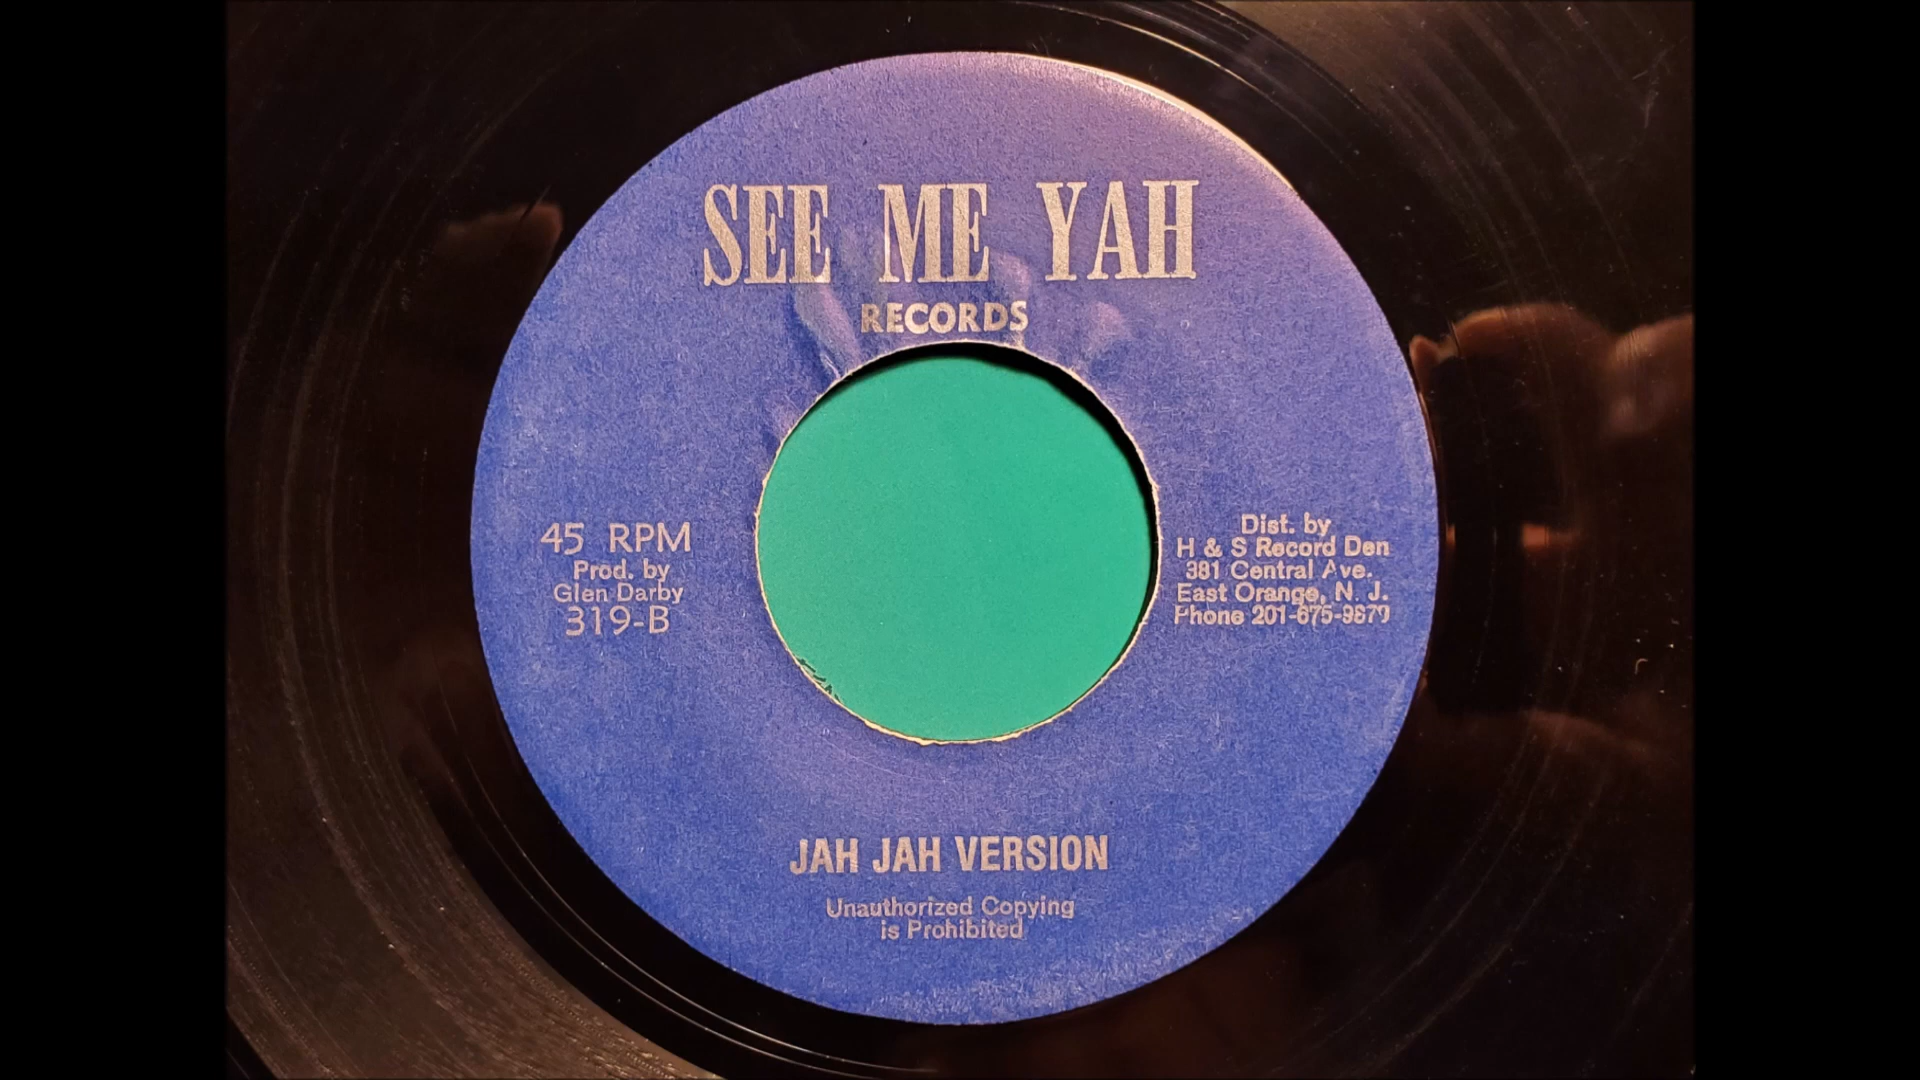 SEE ME YAH
RECORDS
45 RPM
Prod. by
Glen Darby
319-B
Dist. by
H & S Record Den
381 Central Ave.
East Orange, N. J.
Phone 201-675-9879
JAH JAH VERSION
Unauthorized Copying
is Prohibited